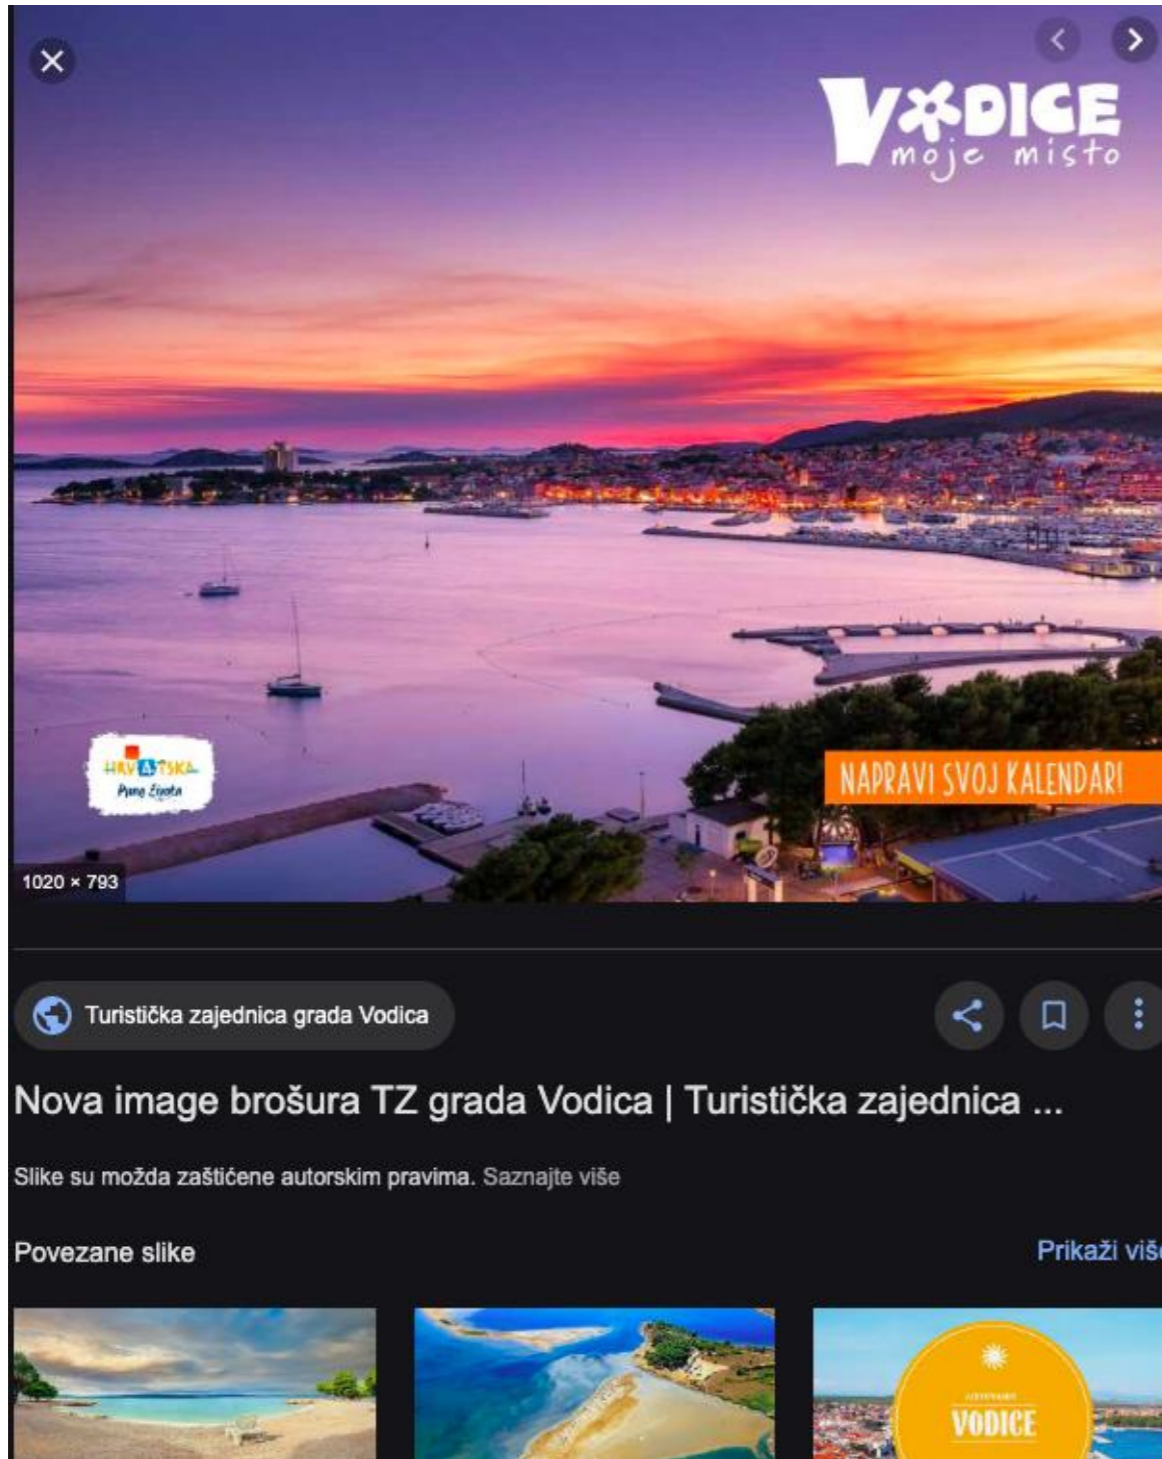 VODICE
moje misto
HRVATSKA
Puna života
NAPRAVI SVOJ KALENDAR!
1020 × 793
Turistička zajednica grada Vodica
Nova image brošura TZ grada Vodica | Turistička zajednica ...
Slike su možda zaštićene autorskim pravima. Saznajte više
Povezane slike
Prikaži više
VODICE